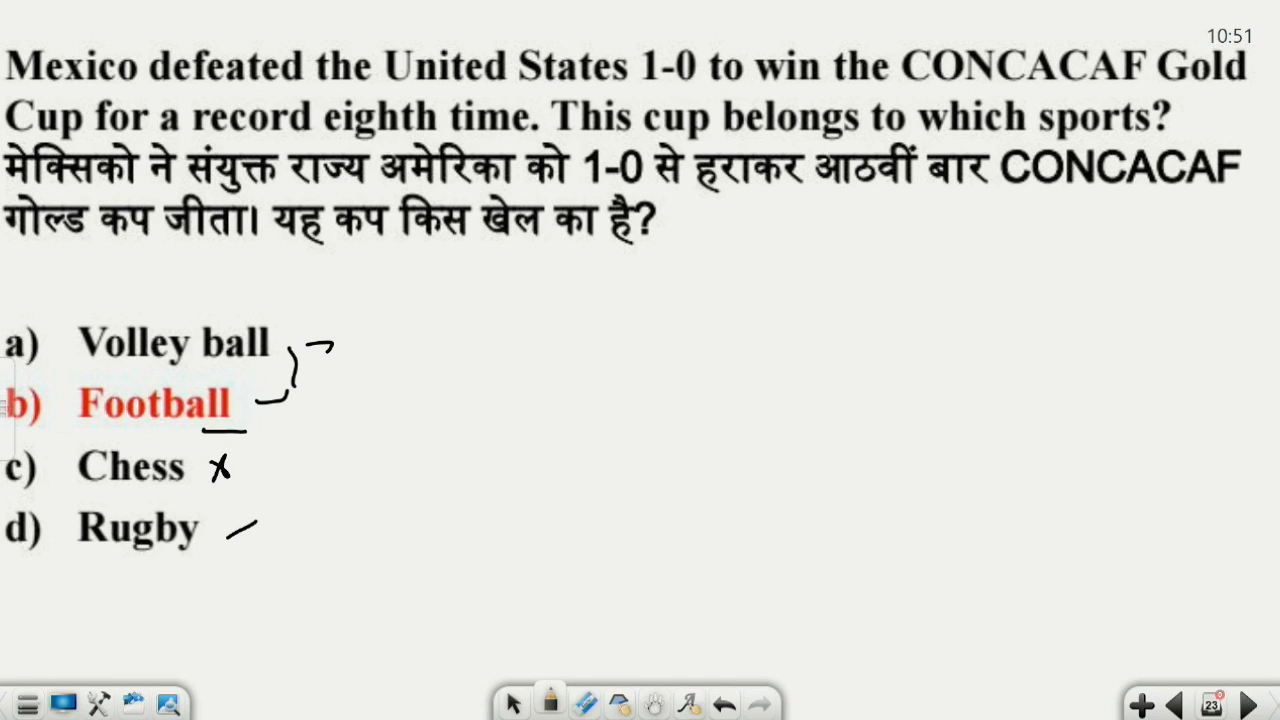 10:51
Mexico defeated the United States 1-0 to win the CONCACAF Gold
Cup for a record eighth time. This cup belongs to which sports?
मेक्सिको ने संयुक्त राज्य अमेरिका को 1-0 से हराकर आठवीं बार CONCACAF
गोल्ड कप जीता। यह कप किस खेल का है?
a) Volley ball
b) Football
c) Chess
d) Rugby
23